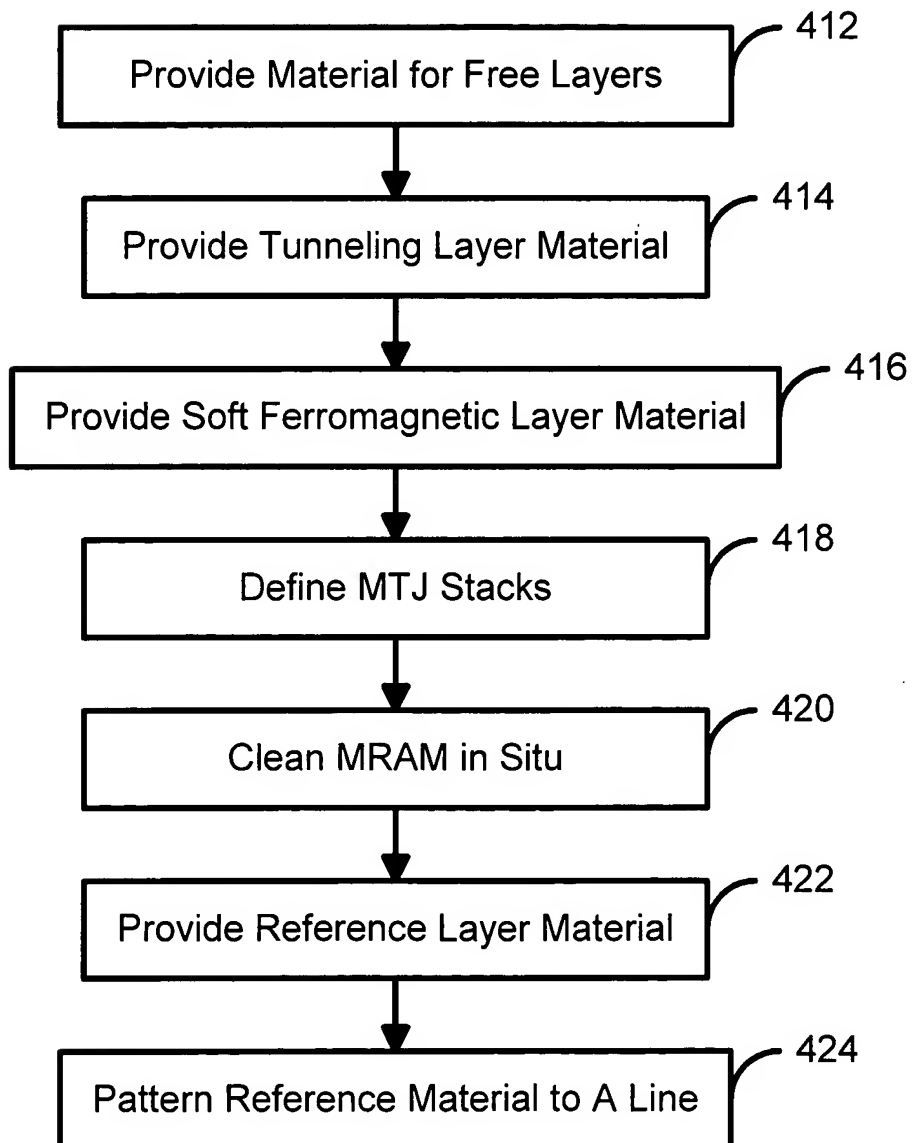 412
Provide Material for Free Layers
414
Provide Tunneling Layer Material
416
Provide Soft Ferromagnetic Layer Material
418
Define MTJ Stacks
420
Clean MRAM in Situ
422
Provide Reference Layer Material
424
Pattern Reference Material to A Line